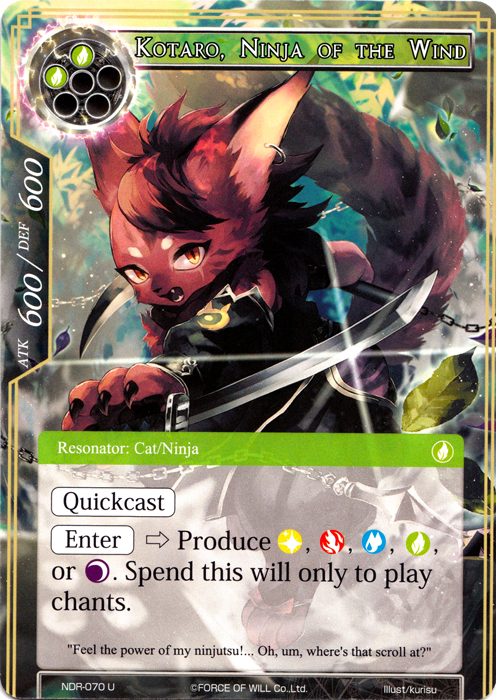 KOTARO, NINJA OF THE WIND
ATK 600 / DEF 600
Resonator: Cat/Ninja
Quickcast
Enter ⇨ Produce , , , ,
or . Spend this will only to play
chants.
"Feel the power of my ninjutsu!... Oh, um, where's that scroll at?"
NDR-070 U
©FORCE OF WILL Co.,Ltd.
Illust/kurisu